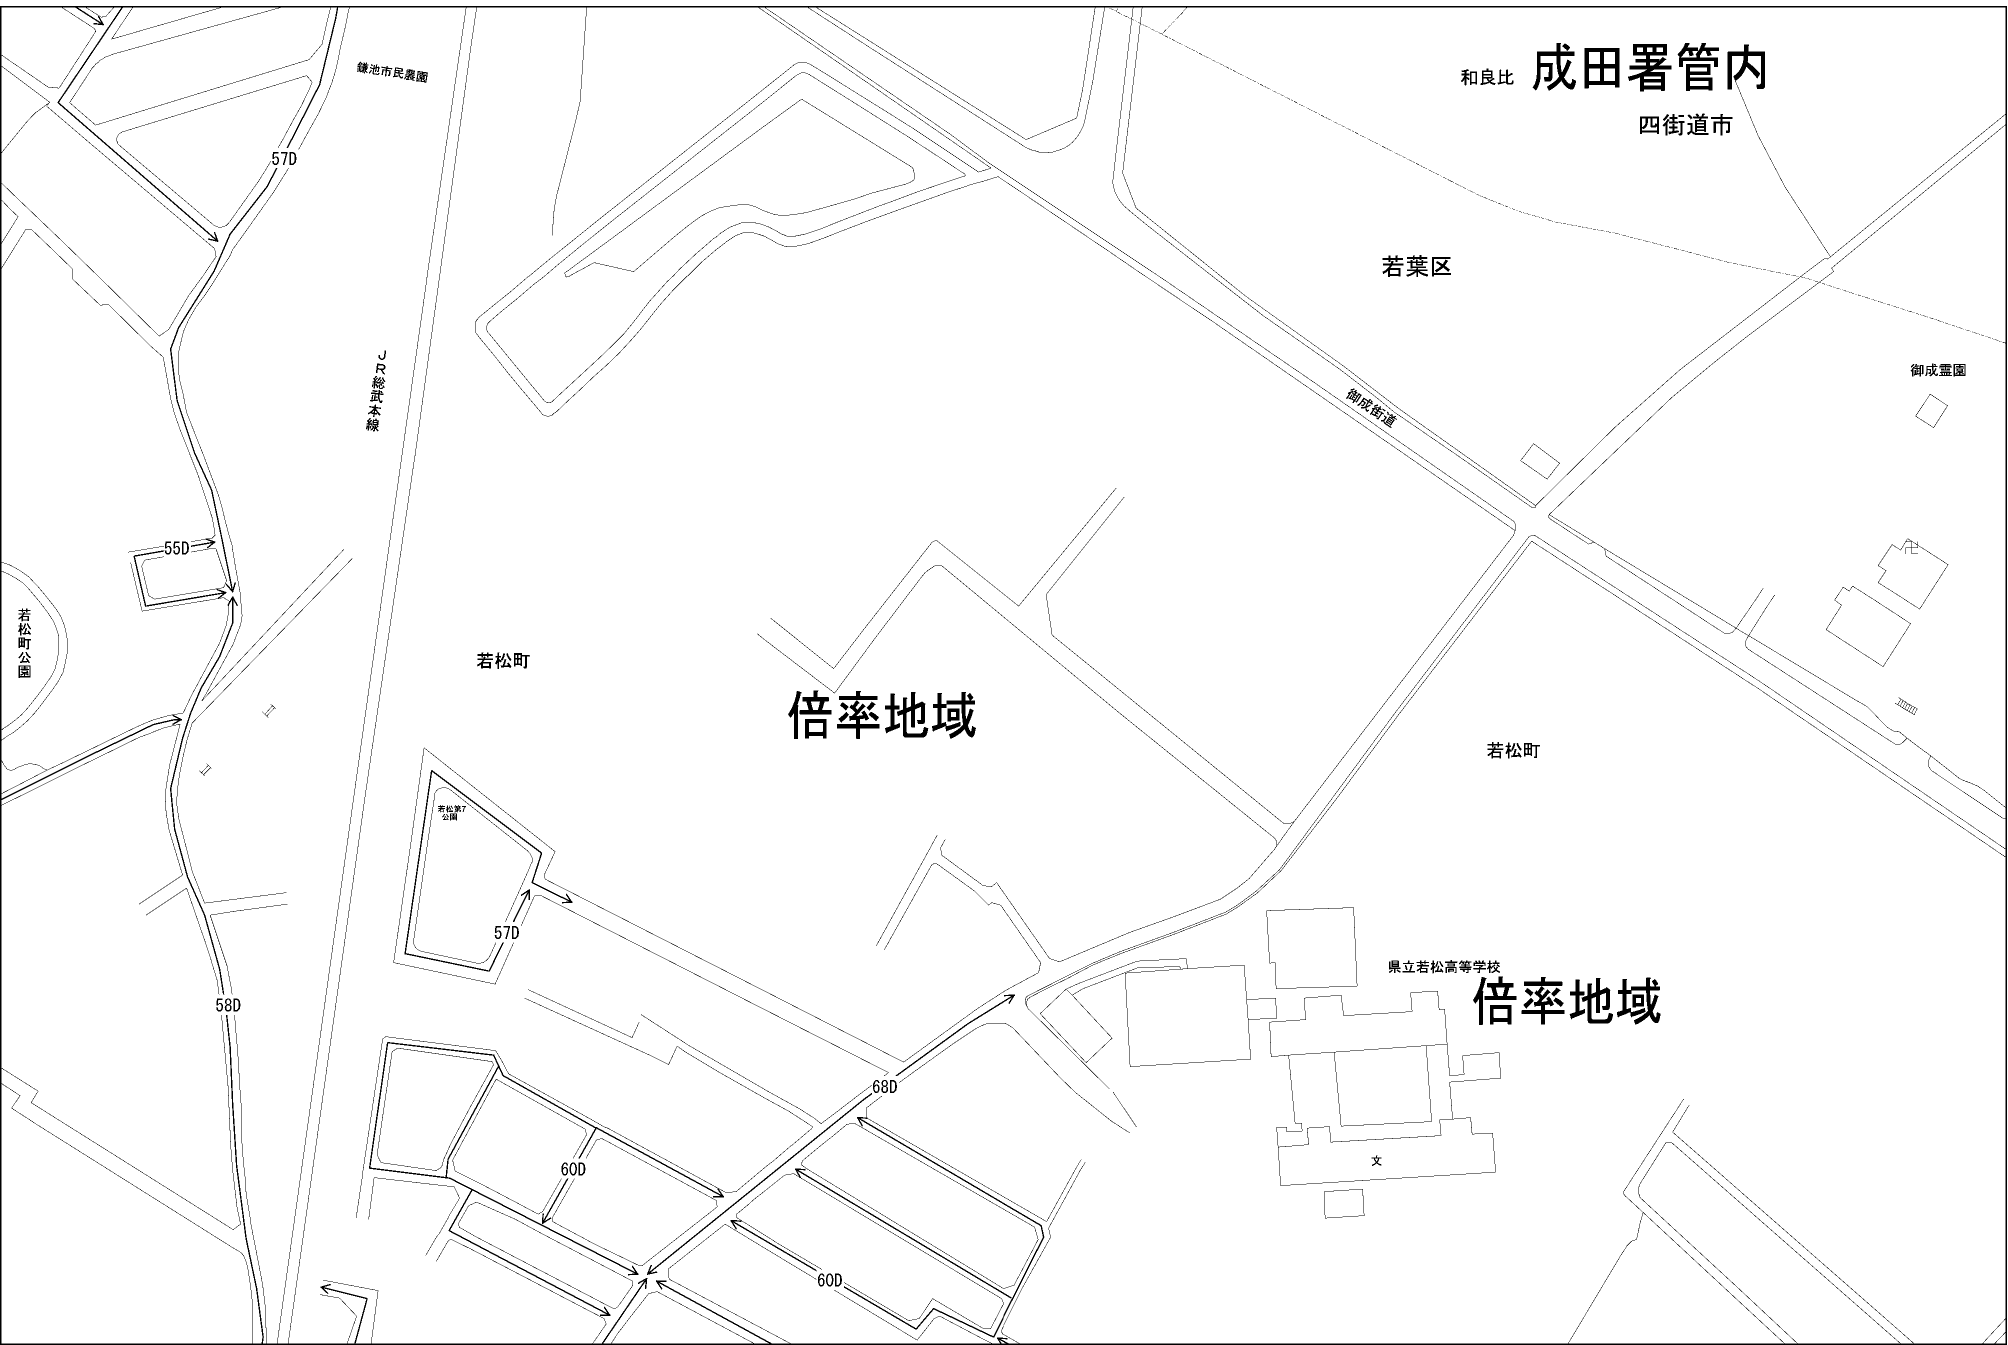 成田署管内
和良比
四街道市
鎌池市民農園
57D
若葉区
JR総武本線
御成街道
御成霊園
55D
若松町公園
若松町
倍率地域
若松町
若松第7
公園
57D
県立若松高等学校
倍率地域
58D
68D
60D
文
60D